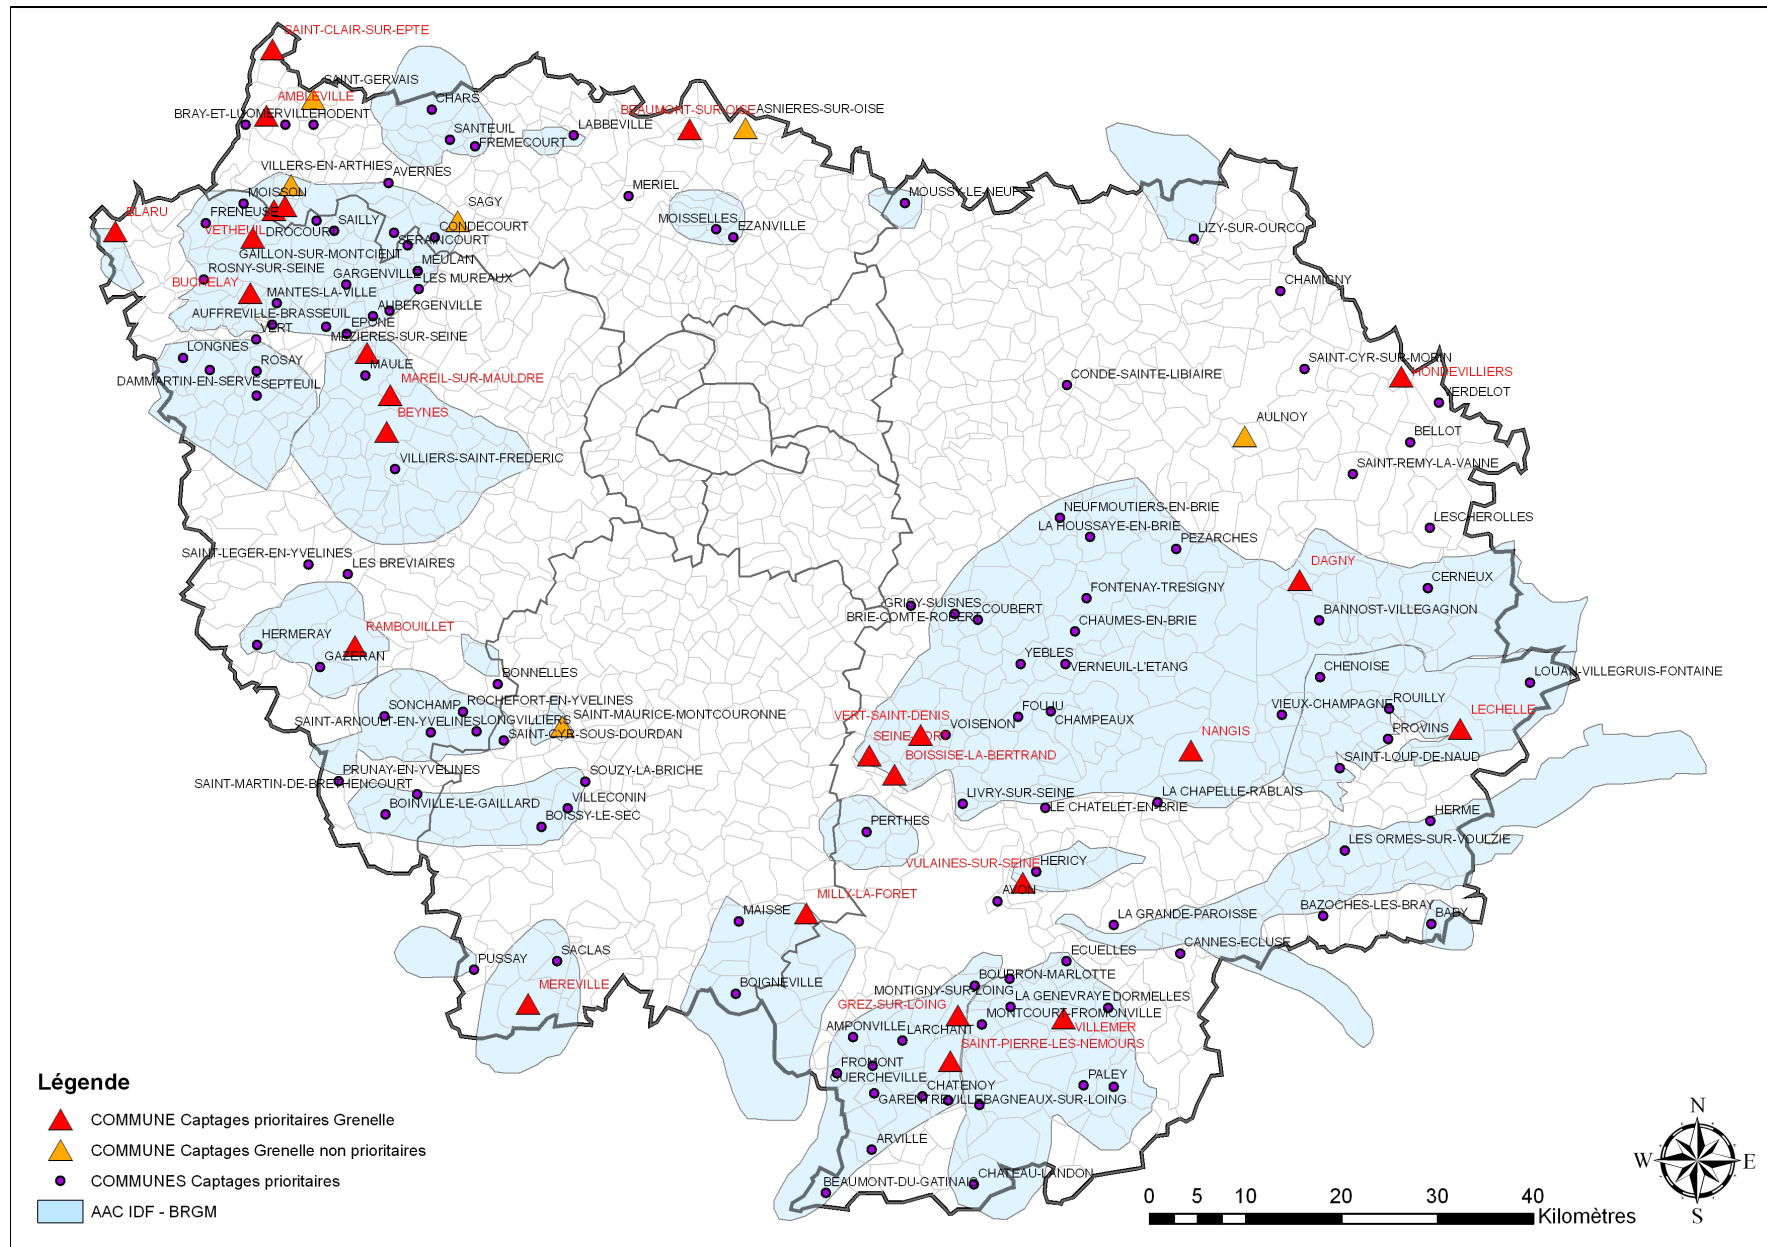 SAINT-CLAIR-SUR-EPTE
SAINT-GERVAIS
AMBLEVILLE
CHARS
BRAY-ET-LU
OMERVILLE
HODENT
BEAUMONT-SUR-OISE
ASNIERES-SUR-OISE
LABBEVILLE
SANTEUIL
FREMECOURT
VILLERS-EN-ARTHIES
AVERNES
MERIEL
MOISSON
MOUSSY-LE-NEUF
SAGY
BLARU
FRENEUSE
SAILLY
MOISSELLES
EZANVILLE
CONDECOURT
VETHEUIL
DROCOURT
SERAINCOURT
LIZY-SUR-OURCQ
GAILLON-SUR-MONTCIENT
MEULAN
ROSNY-SUR-SEINE
GARGENVILLE
LES MUREAUX
BUCHELAY
CHAMIGNY
MANTES-LA-VILLE
AUBERGENVILLE
AUFFREVILLE-BRASSEUIL
VERT
EPONE
MEZIERES-SUR-SEINE
LONGNES
ROSAY
MAULE
SAINT-CYR-SUR-MORIN
DAMMARTIN-EN-SERVE
SEPTEUIL
MAREIL-SUR-MAULDRE
CONDE-SAINTE-LIBIAIRE
HONDEVILLIERS
VERDELOT
BEYNES
AULNOY
BELLOT
VILLIERS-SAINT-FREDERIC
SAINT-REMY-LA-VANNE
NEUFMOUTIERS-EN-BRIE
LESCHEROLLES
LA HOUSSAYE-EN-BRIE
PEZARCHES
SAINT-LEGER-EN-YVELINES
LES BREVIAIRES
DAGNY
CERNEUX
FONTENAY-TRESIGNY
GRISY-SUISNES
COUBERT
BANNOST-VILLEGAGNON
BRIE-COMTE-ROBERT
CHAUMES-EN-BRIE
HERMERAY
RAMBOUILLET
GAZERAN
YEBLES
VERNEUIL-L'ETANG
CHENOISE
LOUAN-VILLEGRUIS-FONTAINE
BONNELLES
SONCHAMP
ROCHEFORT-EN-YVELINES
VIEUX-CHAMPAGNE
ROUILLY
LECHELLE
SAINT-ARNOULT-EN-YVELINES
LONGVILLIERS
SAINT-MAURICE-MONTCOURONNE
VERT-SAINT-DENIS
VOISENON
FOUJU
CHAMPEAUX
SAINT-CYR-SOUS-DOURDAN
SEINE-PORT
NANGIS
PROVINS
BOISSISE-LA-BERTRAND
SAINT-LOUP-DE-NAUD
PRUNAY-EN-YVELINES
SOUZY-LA-BRICHE
SAINT-MARTIN-DE-BRETHENCOURT
LIVRY-SUR-SEINE
LE CHATELET-EN-BRIE
LA CHAPELLE-RABLAIS
BOINVILLE-LE-GAILLARD
VILLECONIN
BOISSY-LE-SEC
PERTHES
HERME
LES ORMES-SUR-VOULZIE
VULAINES-SUR-SEINE
HERICY
AVON
MILLY-LA-FORET
MAISSE
LA GRANDE-PAROISSE
BAZOCHES-LES-BRAY
BABY
CANNES-ECLUSE
PUSSAY
SACLAS
ECUELLES
BOURRON-MARLOTTE
MEREVILLE
BOIGNEVILLE
MONTIGNY-SUR-LOING
LA GENEVRAYE
DORMELLES
GREZ-SUR-LOING
MONTCOURT-FROMONVILLE
VILLEMER
AMPONVILLE
LARCHANT
SAINT-PIERRE-LES-NEMOURS
FROMONT
GUERCHEVILLE
CHATENOY
PALEY
GARENTREVILLE
BAGNEAUX-SUR-LOING
ARVILLE
CHATEAU-LANDON
BEAUMONT-DU-GATINAIS
Légende
COMMUNE Captages prioritaires Grenelle
COMMUNE Captages Grenelle non prioritaires
COMMUNES Captages prioritaires
AAC IDF - BRGM
N
W E
S
0 5 10 20 30 40
Kilomètres